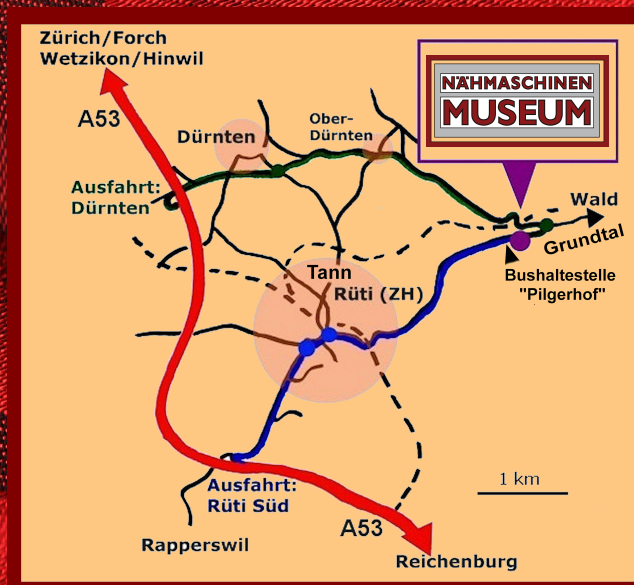 Zürich/Forch
Wetzikon/Hinwil
A53
NÄHMASCHINEN
MUSEUM
Ober-
Dürnten
Dürnten
Ausfahrt:
Dürnten
Wald
Grundtal
Bushaltestelle
"Pilgerhof"
Tann
Rüti (ZH)
1 km
Ausfahrt:
Rüti Süd
A53
Rapperswil
Reichenburg